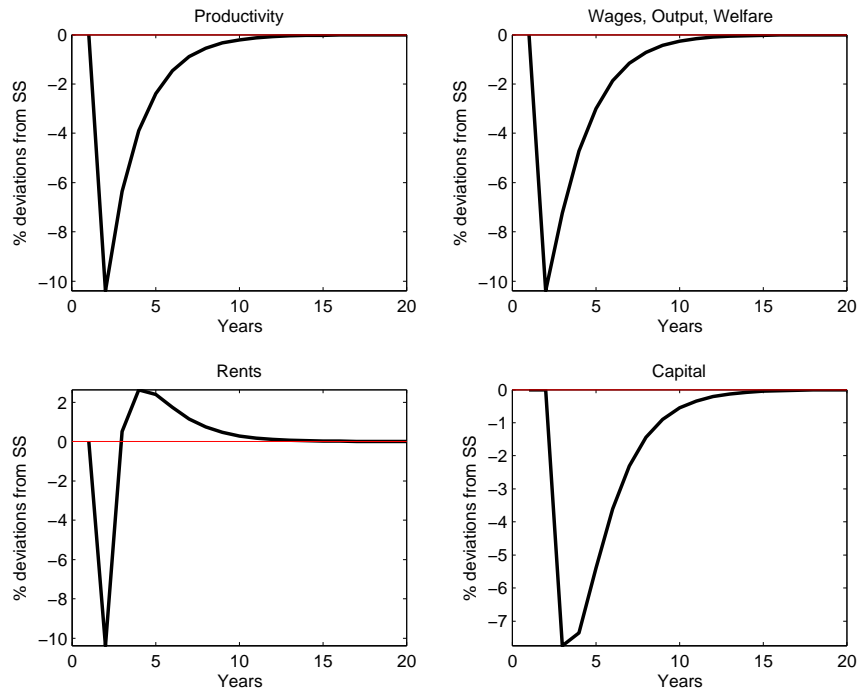 Productivity
0
−2
−4
−6
−8
−10
% deviations from SS
0 5 10 15 20
Years
Wages, Output, Welfare
0
−2
−4
−6
−8
−10
% deviations from SS
0 5 10 15 20
Years
Rents
2
0
−2
−4
−6
−8
−10
% deviations from SS
0 5 10 15 20
Years
Capital
0
−1
−2
−3
−4
−5
−6
−7
% deviations from SS
0 5 10 15 20
Years